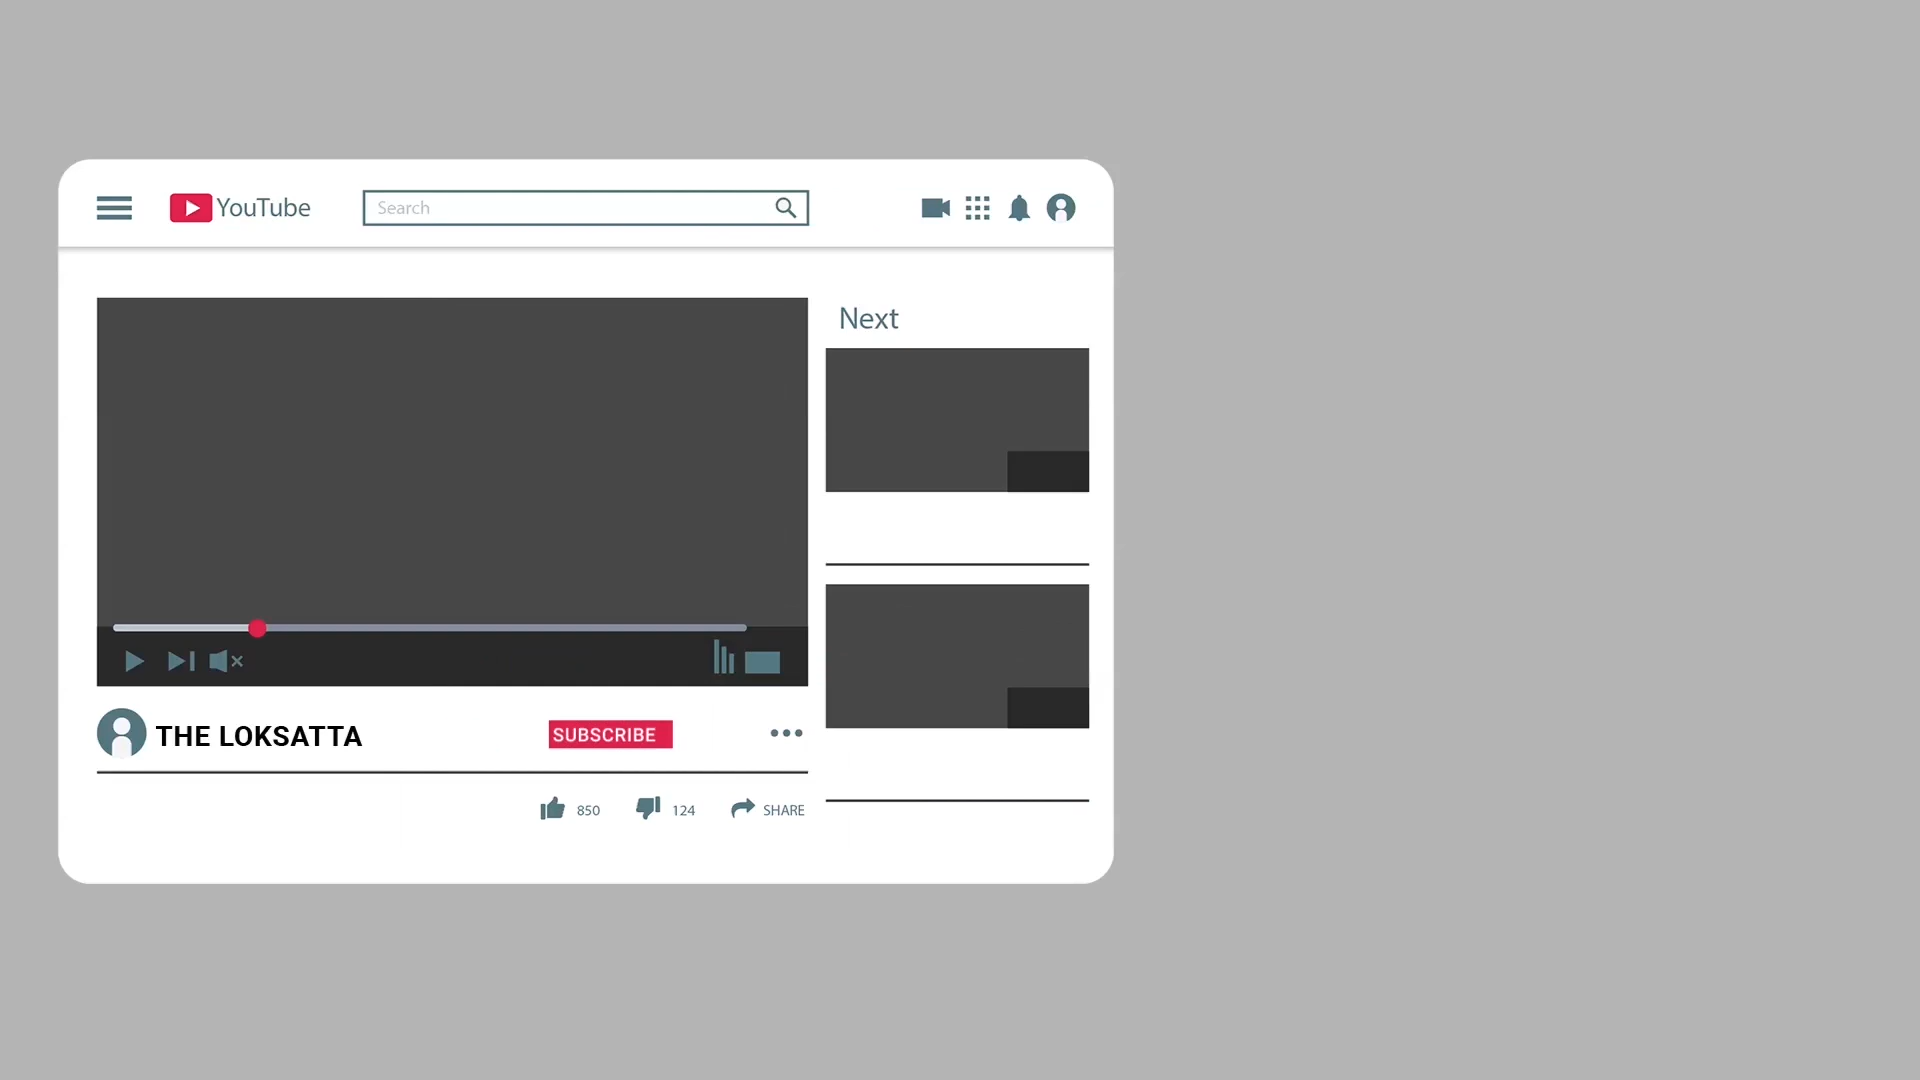 YouTube
Search
Next
THE LOKSATTA
SUBSCRIBE
850
124
SHARE